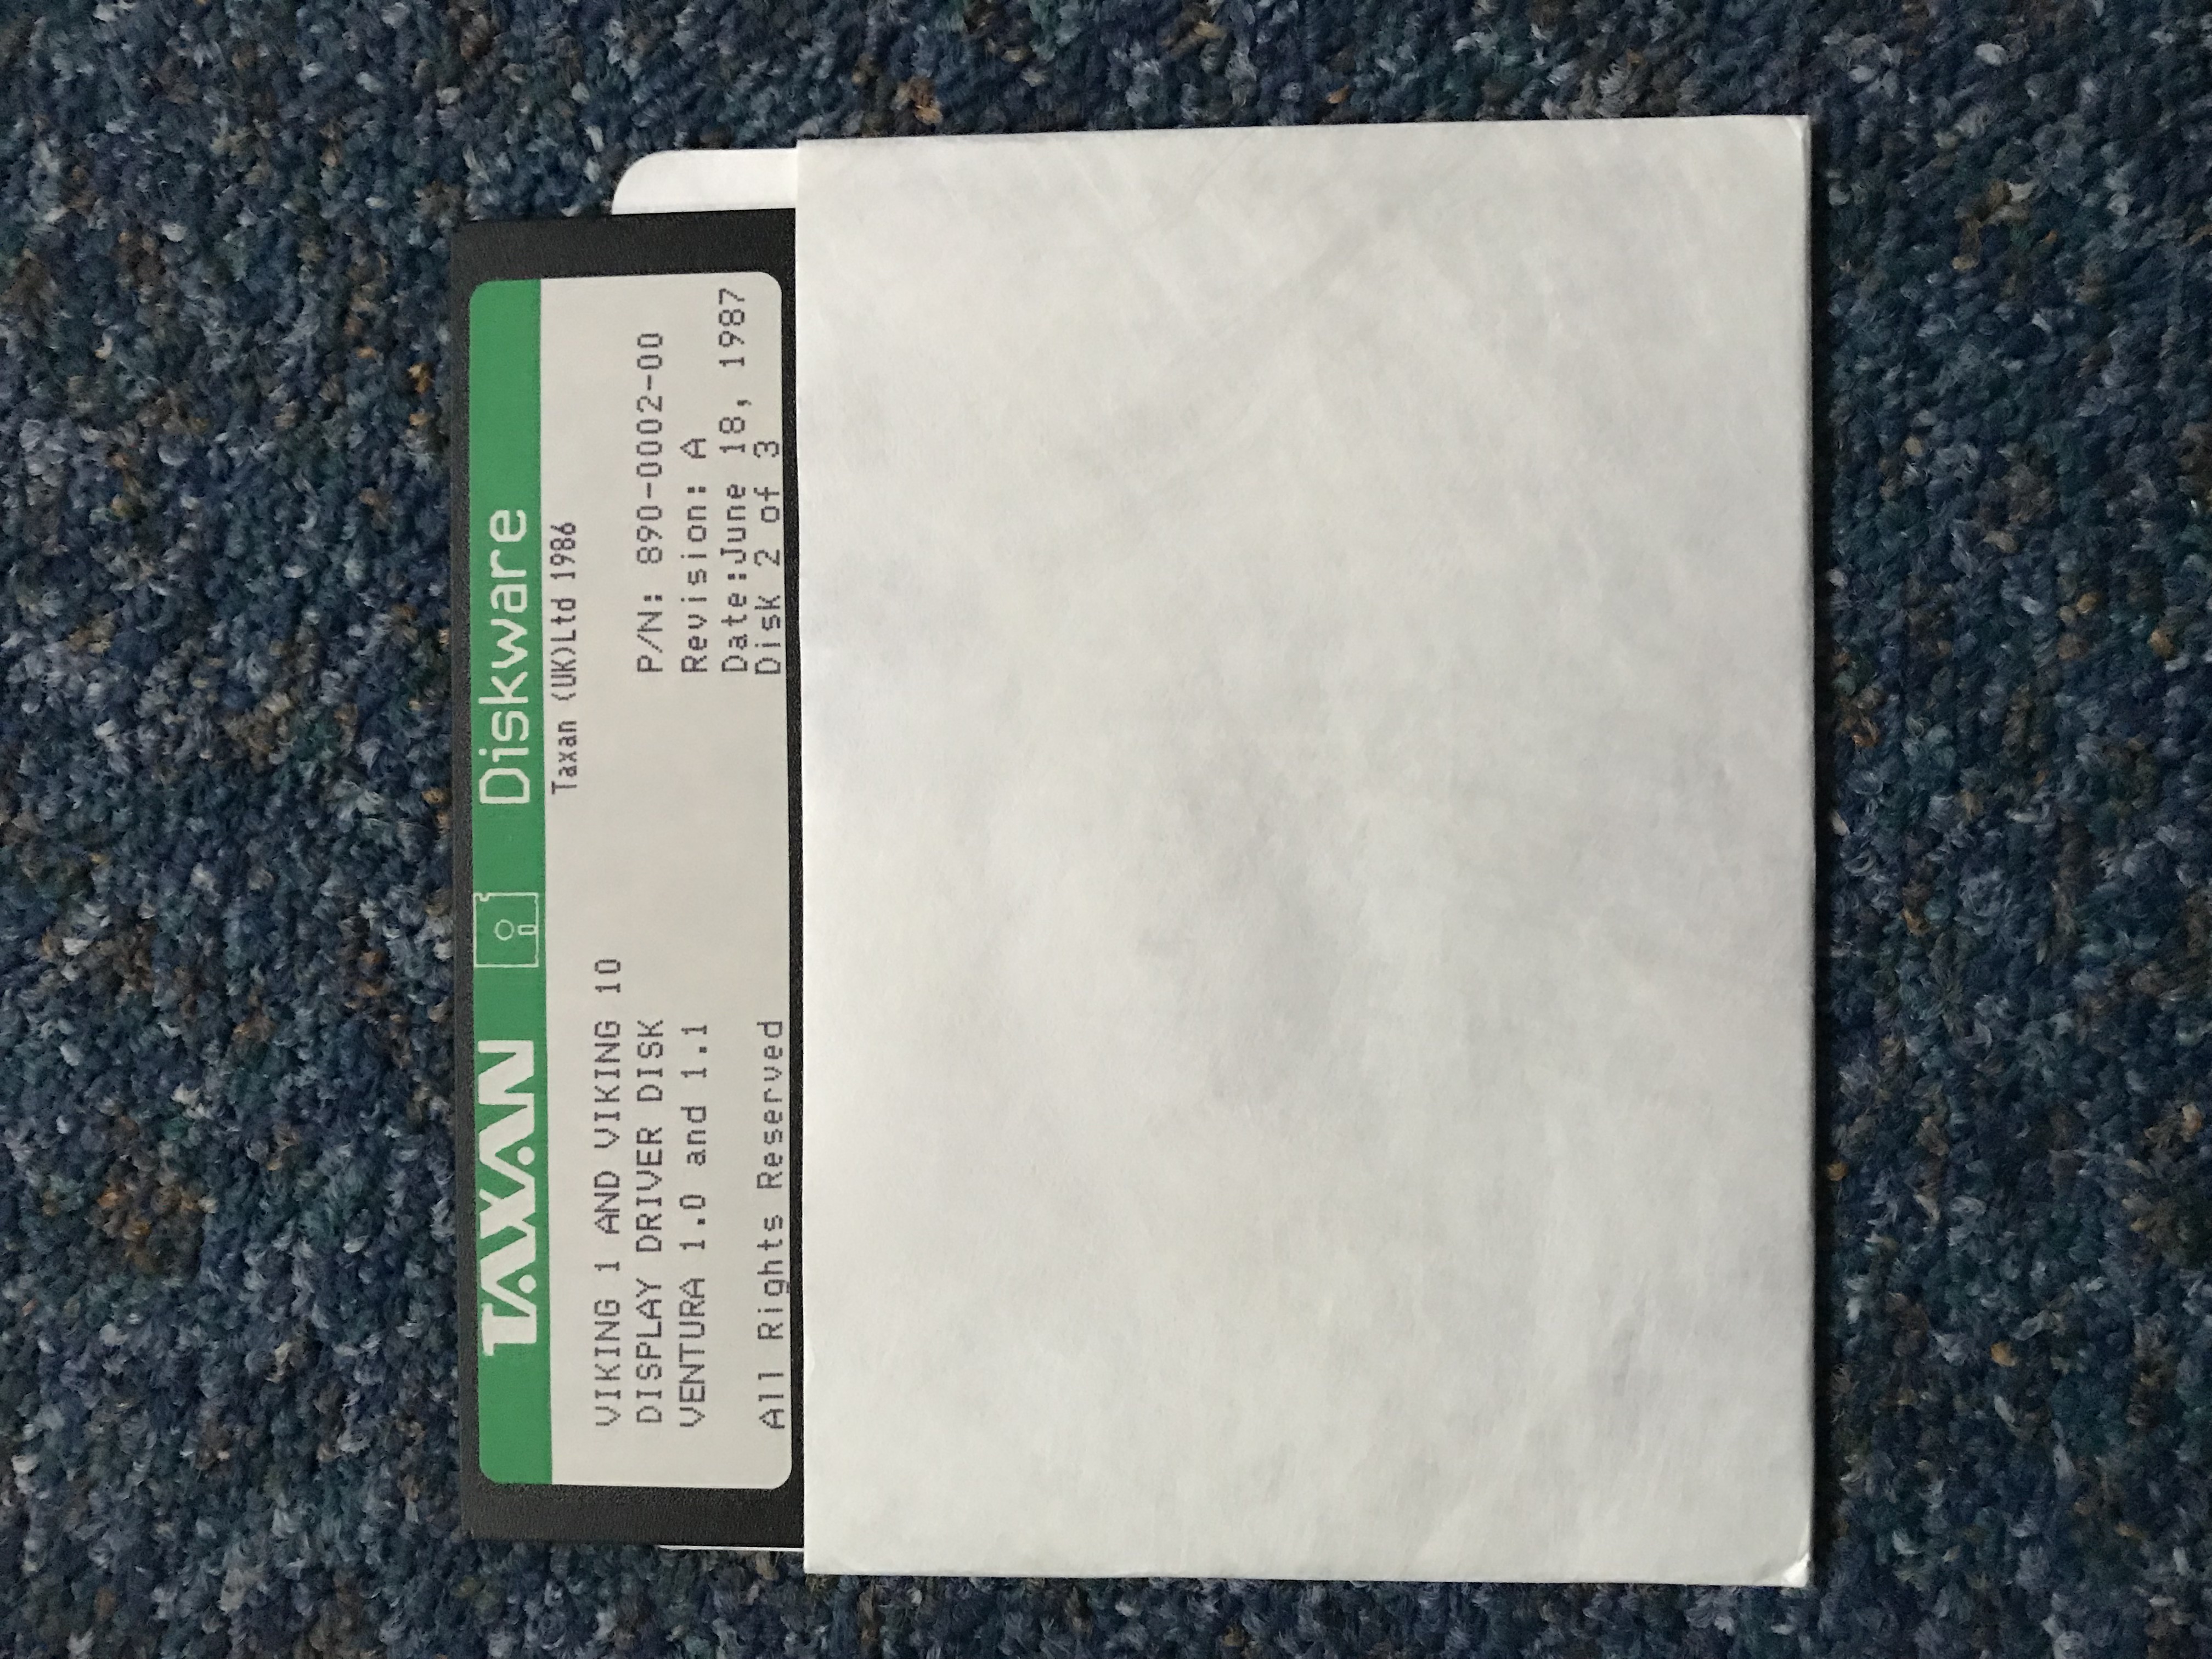 TAXAN Diskware
Taxan (UK)Ltd 1986
VIKING 1 AND VIKING 10
DISPLAY DRIVER DISK P/N: 890-0002-00
VENTURA 1.0 and 1.1 Revision: A
Date:June 18, 1987
All Rights Reserved Disk 2 of 3